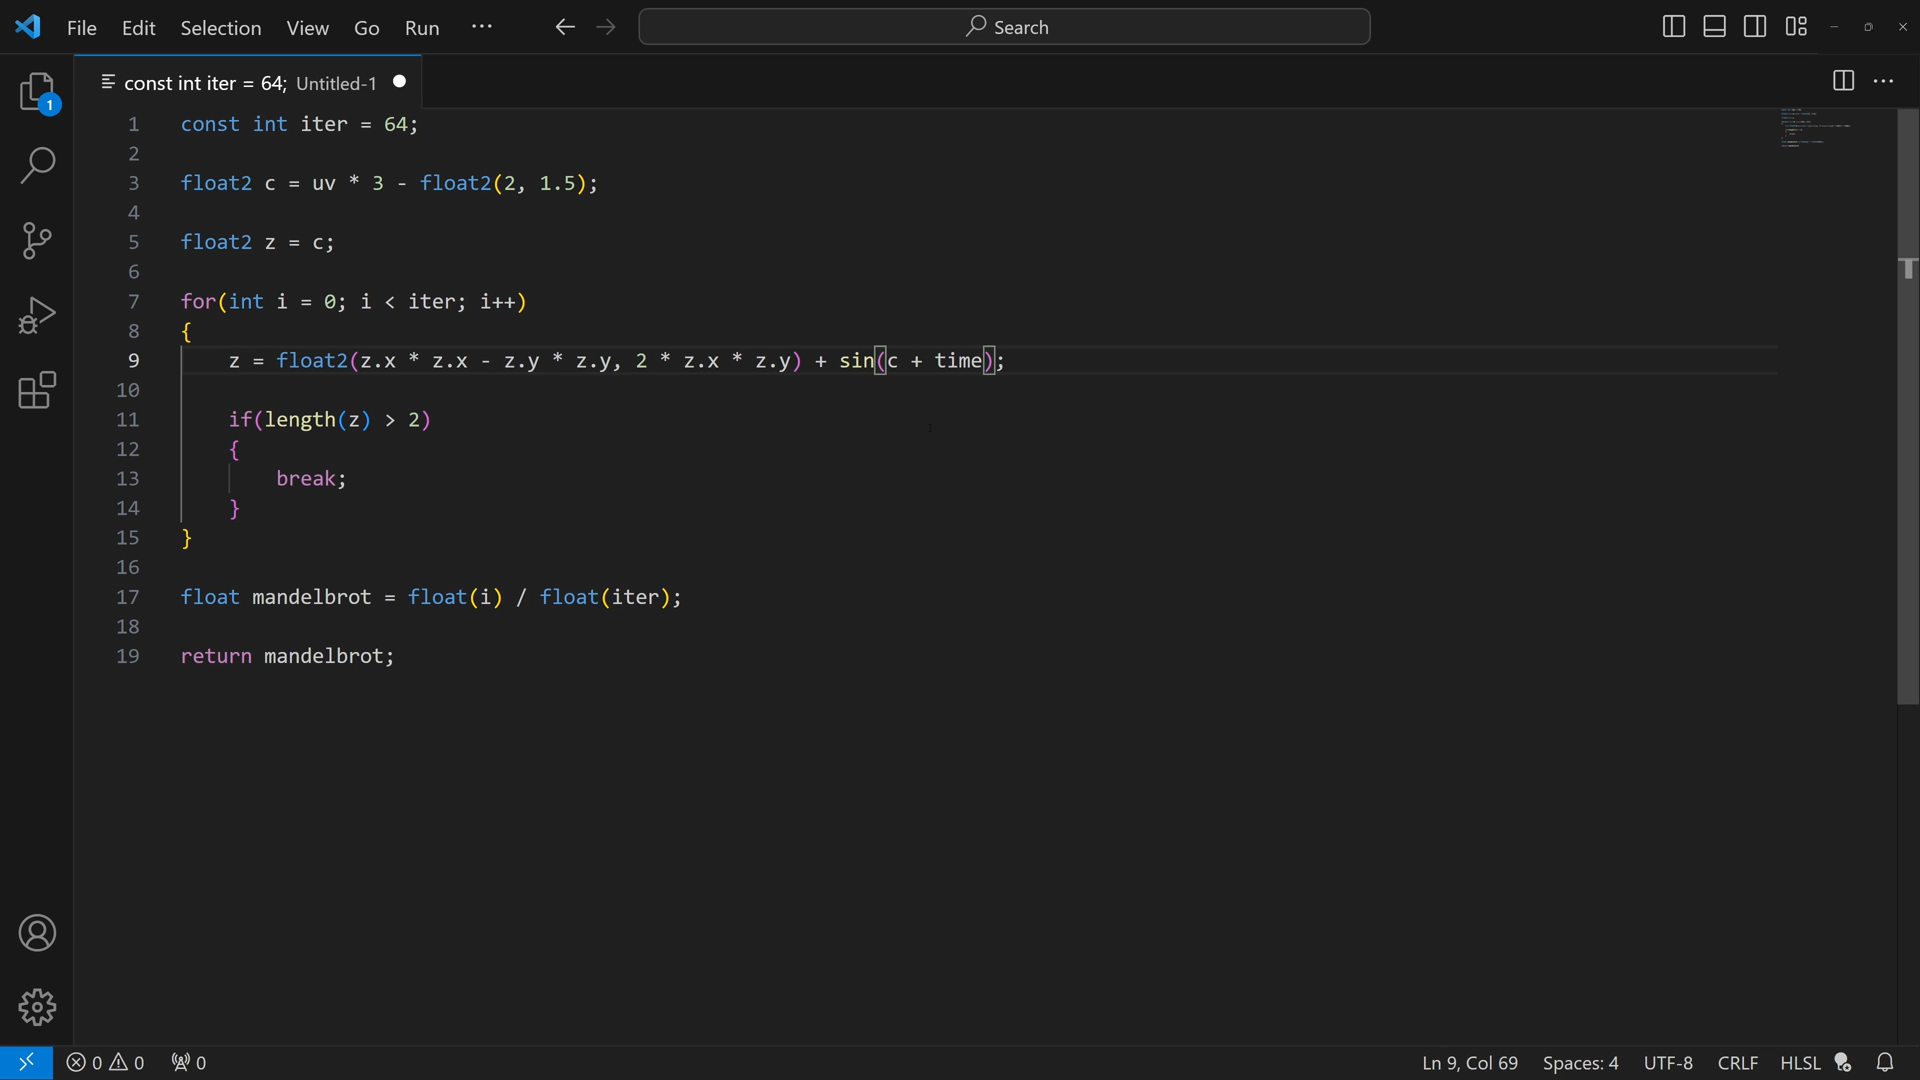 File Edit Selection View Go Run ··· Search
const int iter = 64; Untitled-1
1 const int iter = 64;
2
3 float2 c = uv * 3 - float2(2, 1.5);
4
5 float2 z = c;
6
7 for(int i = 0; i < iter; i++)
8 {
9     z = float2(z.x * z.x - z.y * z.y, 2 * z.x * z.y) + sin(c + time);
10
11     if(length(z) > 2)
12     {
13         break;
14     }
15 }
16
17 float mandelbrot = float(i) / float(iter);
18
19 return mandelbrot;
1
0 0 0 Ln 9, Col 69 Spaces: 4 UTF-8 CRLF HLSL